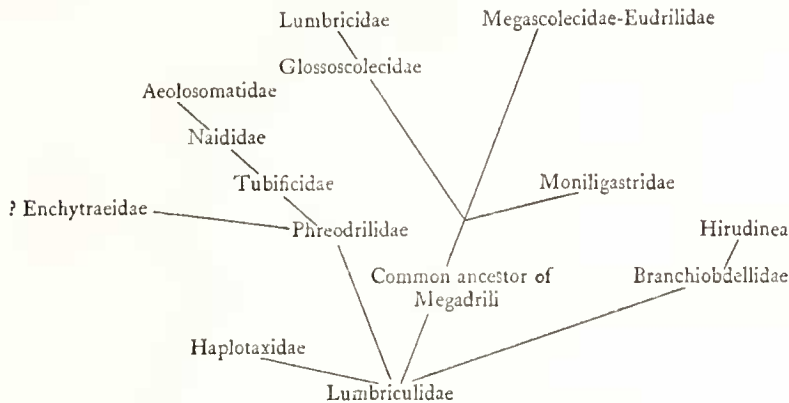 Lumbricidae
Megascolecidae-Eudrilidae
Glossoscolecidae
Aeolosomatidae
Naididae
Tubificidae
Moniligastridae
? Enchytraeidae
Phreodrilidae
Hirudinea
Common ancestor of
Megadrili
Branchiobdellidae
Haplotaxidae
Lumbriculidae